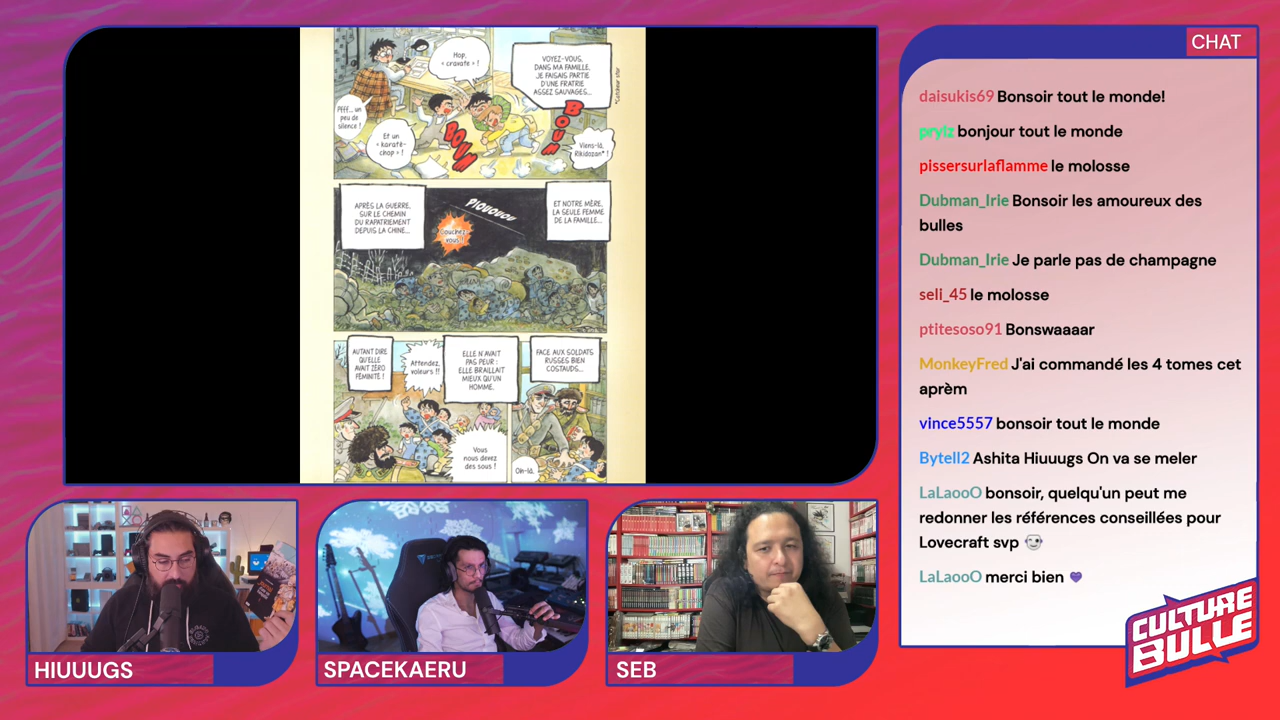 Hop,
« cravate » !
VOYEZ-VOUS,
DANS MA FAMILLE,
JE FAISAIS PARTIE
D'UNE FRATRIE
ASSEZ SAUVAGES...
Pfff... un
peu de
silence !
Et un
« karaté-
chop » !
BOUM
BOUM
Viens-là,
Rikidozan* !
APRÈS LA GUERRE,
SUR LE CHEMIN
DU RAPATRIEMENT
DEPUIS LA CHINE...
PIOUUOUU
Couchez-
vous !!
ET NOTRE MÈRE,
LA SEULE FEMME
DE LA FAMILLE...
AUTANT DIRE
QU'ELLE
AVAIT ZÉRO
FÉMINITÉ !
Attendez,
voleurs !!
ELLE N'AVAIT
PAS PEUR :
ELLE BRAILLAIT
MIEUX QU'UN
HOMME,
FACE AUX SOLDATS
RUSSES BIEN
COSTAUDS...
Vous
nous devez
des sous !
Oh-là,
HIUUUGS
SPACEKAERU
SEB
CHAT
daisukis69 Bonsoir tout le monde!
pryiz bonjour tout le monde
pissersurlaflamme le molosse
Dubman_Irie Bonsoir les amoureux des
bulles
Dubman_Irie Je parle pas de champagne
seli_45 le molosse
ptitesoso91 Bonswaaaar
MonkeyFred J'ai commandé les 4 tomes cet
aprèm
vince5557 bonsoir tout le monde
Bytell2 Ashita Hiuuugs On va se meler
LaLaooO bonsoir, quelqu'un peut me
redonner les références conseillées pour
Lovecraft svp
LaLaooO merci bien
CULTURE
BULLE